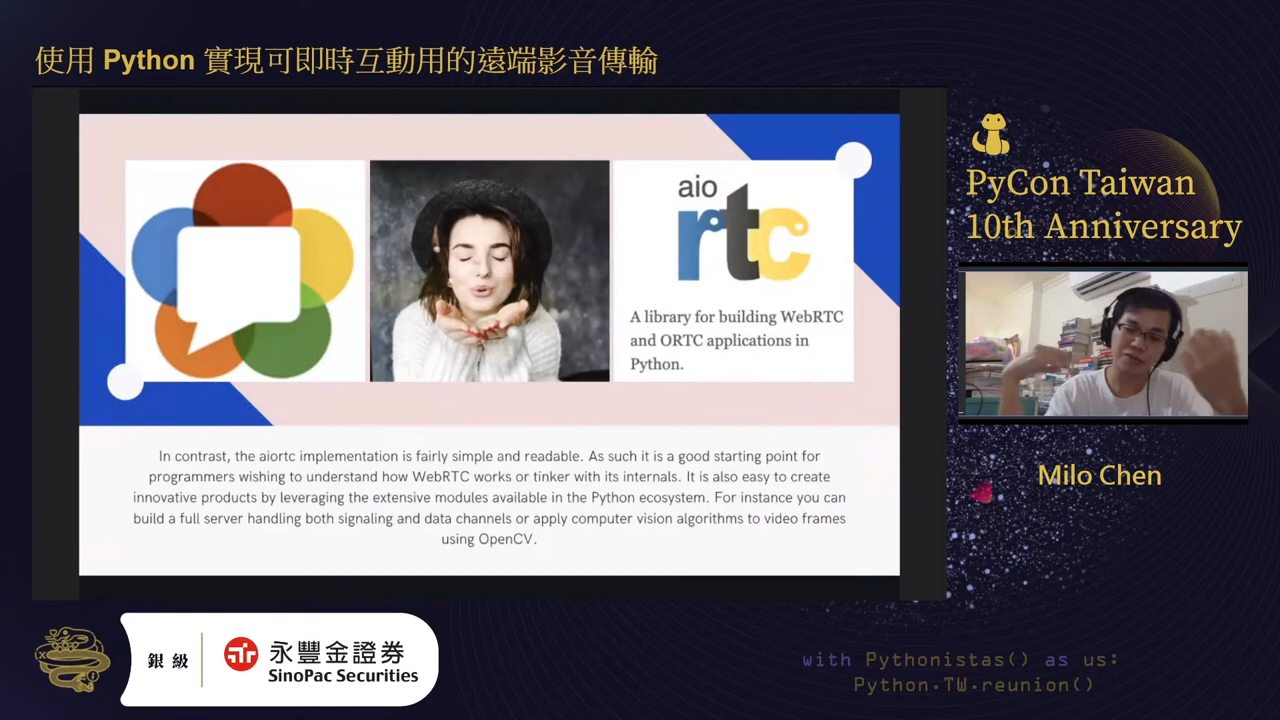 使用 Python 實現可即時互動用的遠端影音傳輸
aio
rtc
A library for building WebRTC
and ORTC applications in
Python.
In contrast, the aiortc implementation is fairly simple and readable. As such it is a good starting point for
programmers wishing to understand how WebRTC works or tinker with its internals. It is also easy to create
innovative products by leveraging the extensive modules available in the Python ecosystem. For instance you can
build a full server handling both signaling and data channels or apply computer vision algorithms to video frames
using OpenCV.
PyCon Taiwan
10th Anniversary
Milo Chen
銀級
永豐金證券
SinoPac Securities
with Pythonistas() as us:
Python.TW.reunion()